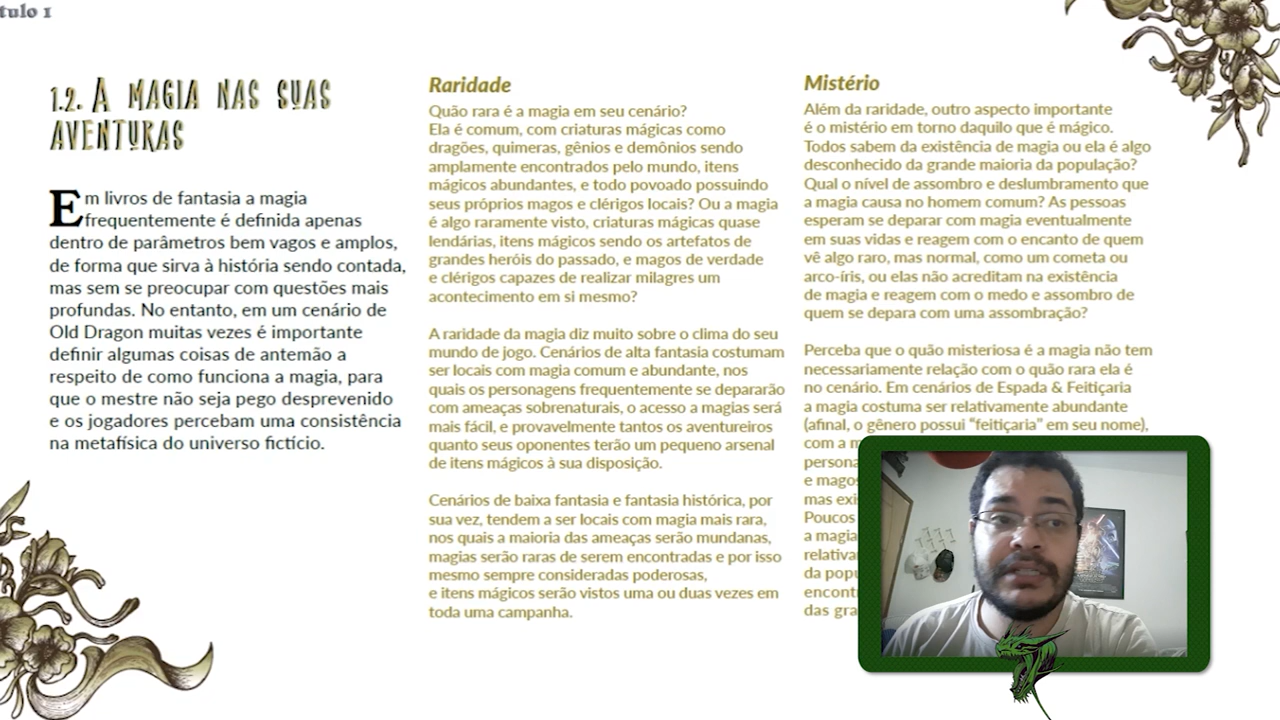 tulo 1
1.2. A magia nas suas
aventuras
Em livros de fantasia a magia
frequentemente é definida apenas
dentro de parâmetros bem vagos e amplos,
de forma que sirva à história sendo contada,
mas sem se preocupar com questões mais
profundas. No entanto, em um cenário de
Old Dragon muitas vezes é importante
definir algumas coisas de antemão a
respeito de como funciona a magia, para
que o mestre não seja pego desprevenido
e os jogadores percebam uma consistência
na metafísica do universo fictício.
Raridade
Quão rara é a magia em seu cenário?
Ela é comum, com criaturas mágicas como
dragões, quimeras, gênios e demônios sendo
amplamente encontrados pelo mundo, itens
mágicos abundantes, e todo povoado possuindo
seus próprios magos e clérigos locais? Ou a magia
é algo raramente visto, criaturas mágicas quase
lendárias, itens mágicos sendo os artefatos de
grandes heróis do passado, e magos de verdade
e clérigos capazes de realizar milagres um
acontecimento em si mesmo?
A raridade da magia diz muito sobre o clima do seu
mundo de jogo. Cenários de alta fantasia costumam
ser locais com magia comum e abundante, nos
quais os personagens frequentemente se depararão
com ameaças sobrenaturais, o acesso a magias será
mais fácil, e provavelmente tantos os aventureiros
quanto seus oponentes terão um pequeno arsenal
de itens mágicos à sua disposição.
Cenários de baixa fantasia e fantasia histórica, por
sua vez, tendem a ser locais com magia mais rara,
nos quais a maioria das ameaças serão mundanas,
magias serão raras de serem encontradas e por isso
mesmo sempre consideradas poderosas,
e itens mágicos serão vistos uma ou duas vezes em
toda uma campanha.
Mistério
Além da raridade, outro aspecto importante
é o mistério em torno daquilo que é mágico.
Todos sabem da existência de magia ou ela é algo
desconhecido da grande maioria da população?
Qual o nível de assombro e deslumbramento que
a magia causa no homem comum? As pessoas
esperam se deparar com magia eventualmente
em suas vidas e reagem com o encanto de quem
vê algo raro, mas normal, como um cometa ou
arco-íris, ou elas não acreditam na existência
de magia e reagem com o medo e assombro de
quem se depara com uma assombração?
Perceba que o quão misteriosa é a magia não tem
necessariamente relação com o quão rara ela é
no cenário. Em cenários de Espada & Feitiçaria
a magia costuma ser relativamente abundante
(afinal, o gênero possui “feitiçaria” em seu nome),
com a m
persona
e magos
mas exi
Poucos
a magia
relativa
da popu
encont
das gra